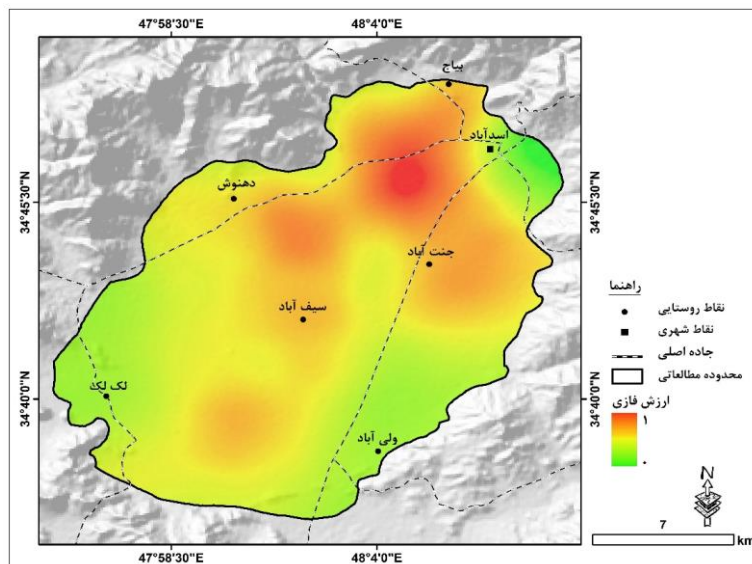 47°58'30"E
48°4'0"E
34°45'30"N
34°45'30"N
34°40'0"N
34°40'0"N
پیاج
اسدآباد
دهنوش
جنت آباد
سیف آباد
لک لک
ولی آباد
راهنما
نقاط روستایی
نقاط شهری
جاده اصلی
محدوده مطالعاتی
ارزش فازی
۱
۰
N
7
km
47°58'30"E
48°4'0"E